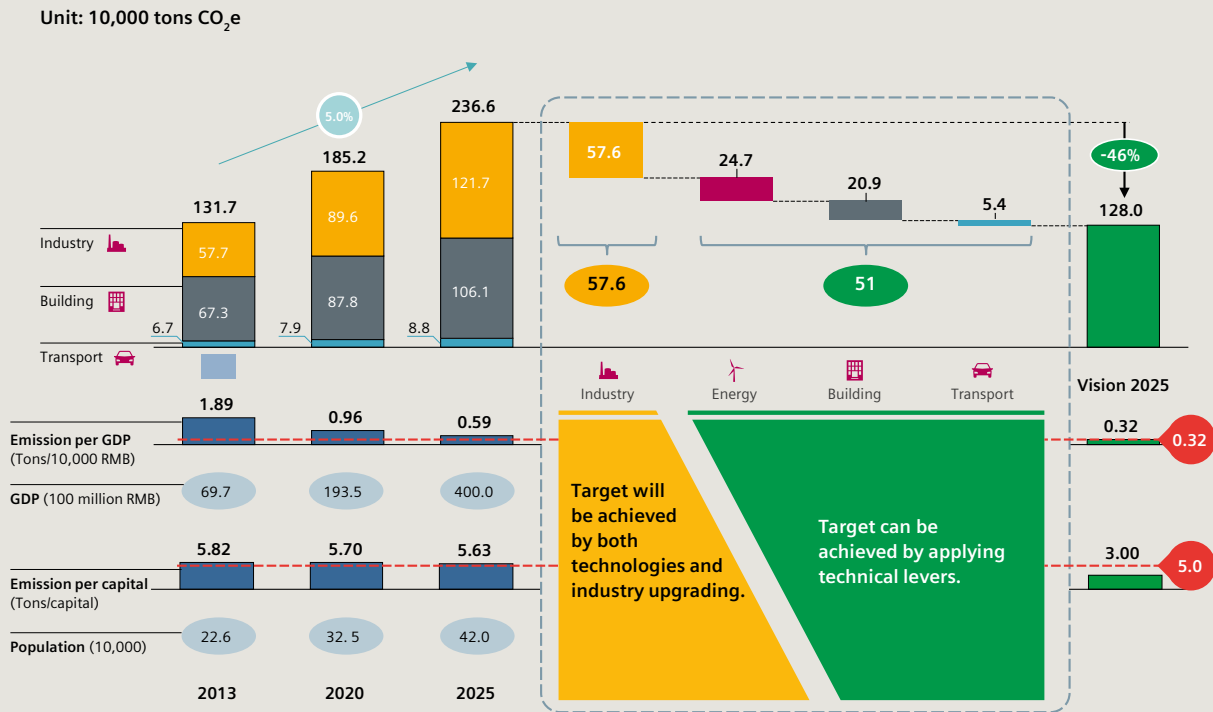 Unit: 10,000 tons CO2e
5.0%
236.6
185.2
131.7
57.6
24.7
20.9
5.4
-46%
128.0
Industry
57.7
89.6
121.7
Building
67.3
87.8
106.1
6.7
7.9
8.8
Transport
57.6
51
Industry
Energy
Building
Transport
Vision 2025
1.89
0.96
0.59
0.32
0.32
Emission per GDP
(Tons/10,000 RMB)
GDP (100 million RMB)
69.7
193.5
400.0
Target will
be achieved
by both
technologies and
industry upgrading.
Target can be
achieved by applying
technical levers.
5.82
5.70
5.63
3.00
5.0
Emission per capital
(Tons/capital)
Population (10,000)
22.6
32. 5
42.0
2013
2020
2025